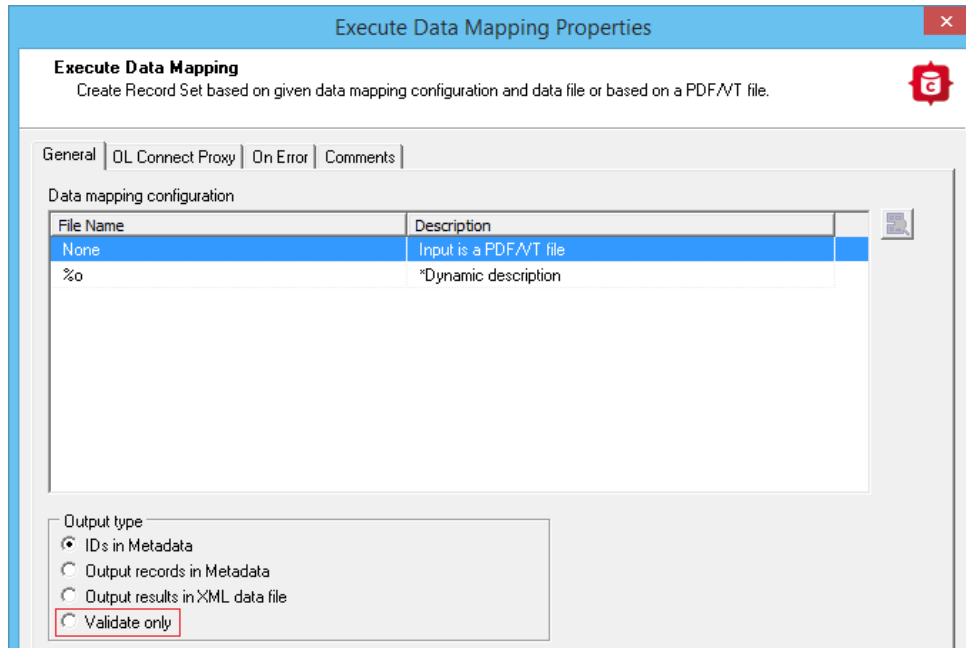 Execute Data Mapping Properties
Execute Data Mapping
Create Record Set based on given data mapping configuration and data file or based on a PDF/VT file.
General OL Connect Proxy On Error Comments
Data mapping configuration
File Name Description
None Input is a PDF/VT file
%o *Dynamic description
Output type
IDs in Metadata
Output records in Metadata
Output results in XML data file
Validate only